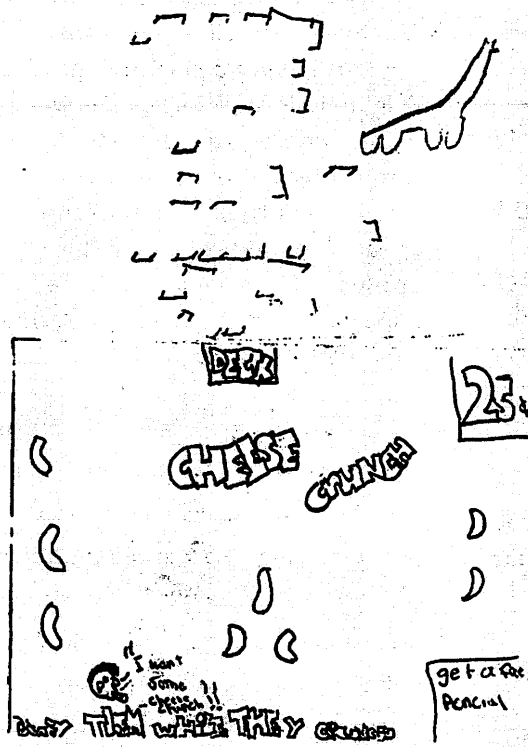 DECK
25¢
CHEESE CRUNCH
I want
some
cheese
crunch!!
get a free
Pencial
THEM WHILE THEY